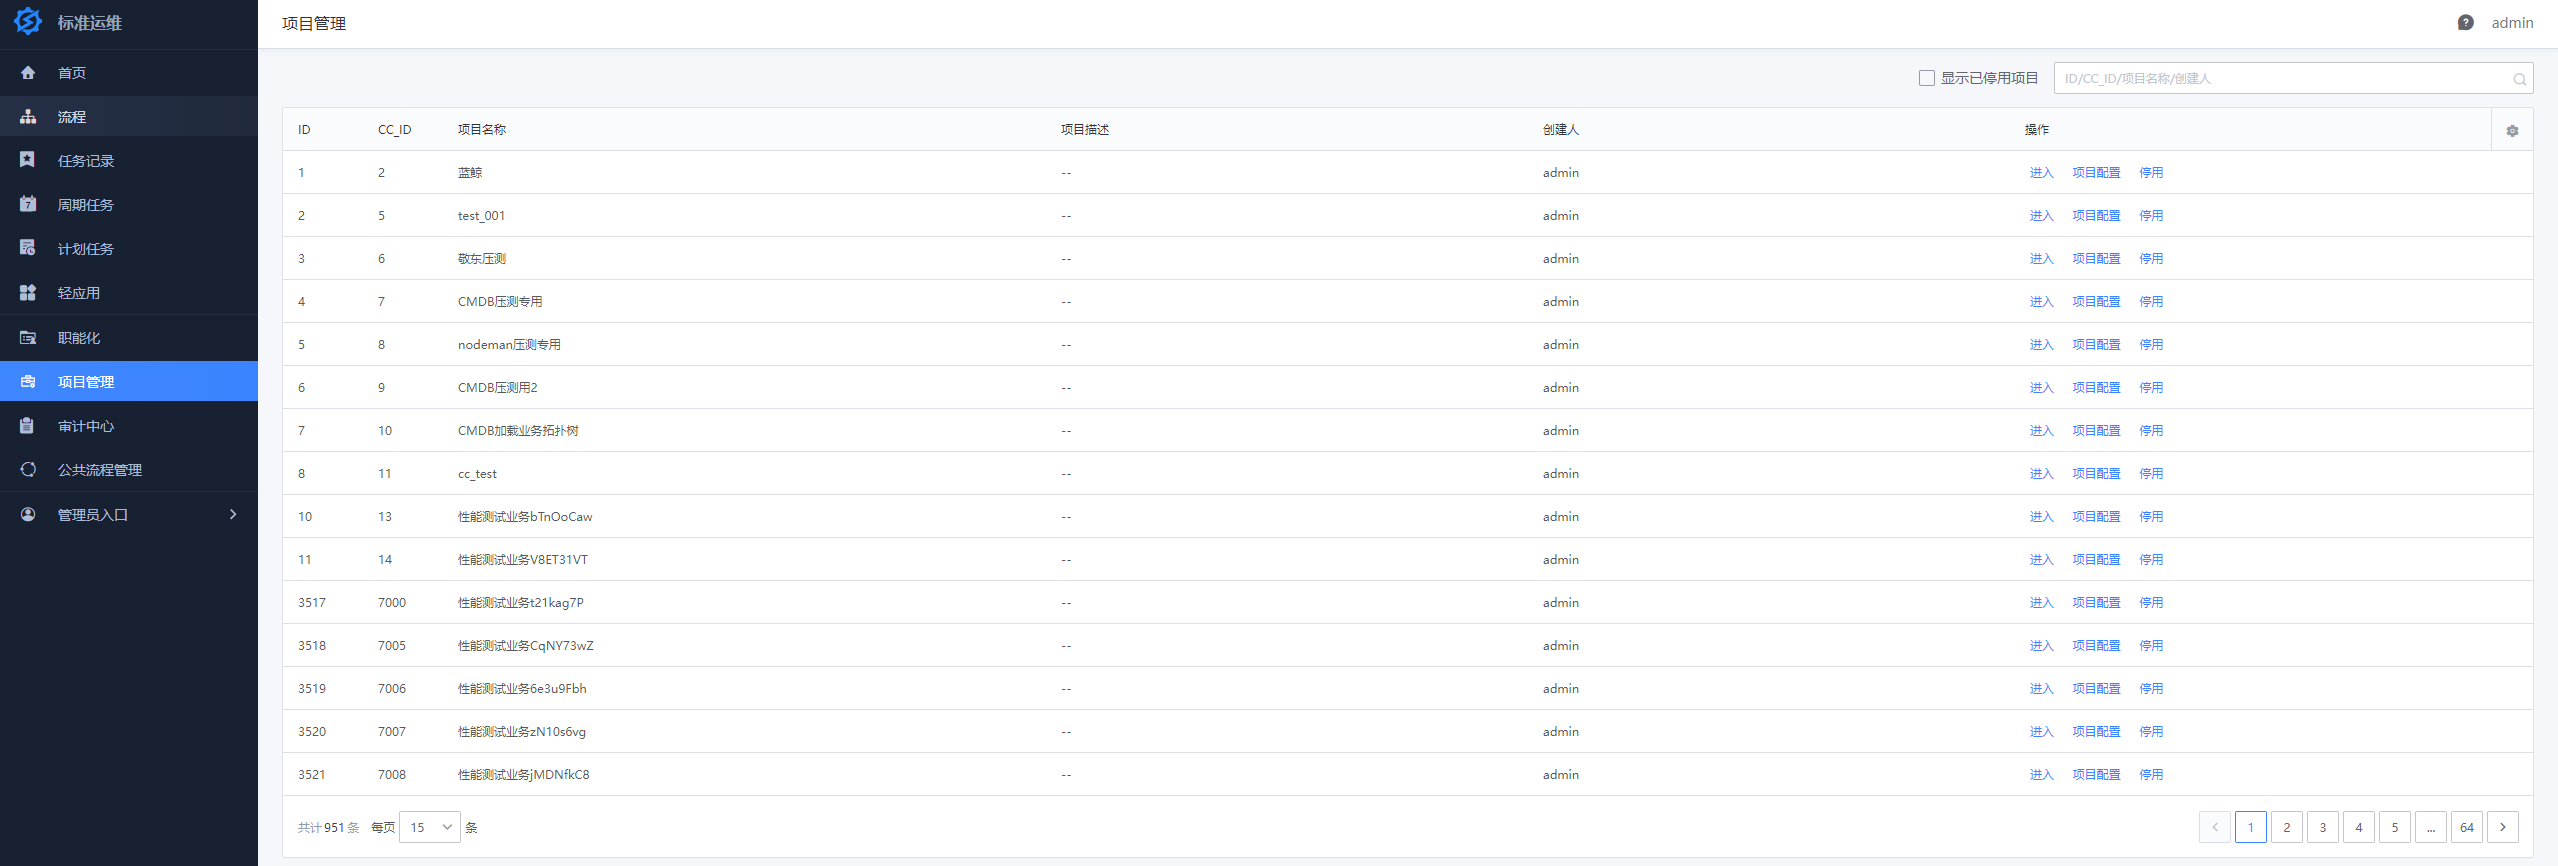 标准运维
首页
流程
任务记录
周期任务
计划任务
轻应用
职能化
项目管理
审计中心
公共流程管理
管理员入口
项目管理
admin
显示已停用项目 ID/CC_ID/项目名称/创建人
ID CC_ID 项目名称 项目描述 创建人 操作
1 2 蓝鲸 -- admin 进入 项目配置 停用
2 5 test_001 -- admin 进入 项目配置 停用
3 6 敬东压测 -- admin 进入 项目配置 停用
4 7 CMDB压测专用 -- admin 进入 项目配置 停用
5 8 nodeman压测专用 -- admin 进入 项目配置 停用
6 9 CMDB压测用2 -- admin 进入 项目配置 停用
7 10 CMDB加载业务拓扑树 -- admin 进入 项目配置 停用
8 11 cc_test -- admin 进入 项目配置 停用
10 13 性能测试业务bTnOoCaw -- admin 进入 项目配置 停用
11 14 性能测试业务V8ET31VT -- admin 进入 项目配置 停用
3517 7000 性能测试业务t21kag7P -- admin 进入 项目配置 停用
3518 7005 性能测试业务CqNY73wZ -- admin 进入 项目配置 停用
3519 7006 性能测试业务6e3u9Fbh -- admin 进入 项目配置 停用
3520 7007 性能测试业务zN10s6vg -- admin 进入 项目配置 停用
3521 7008 性能测试业务jMDNfkC8 -- admin 进入 项目配置 停用
共计951条 每页 15 条 1 2 3 4 5 ... 64